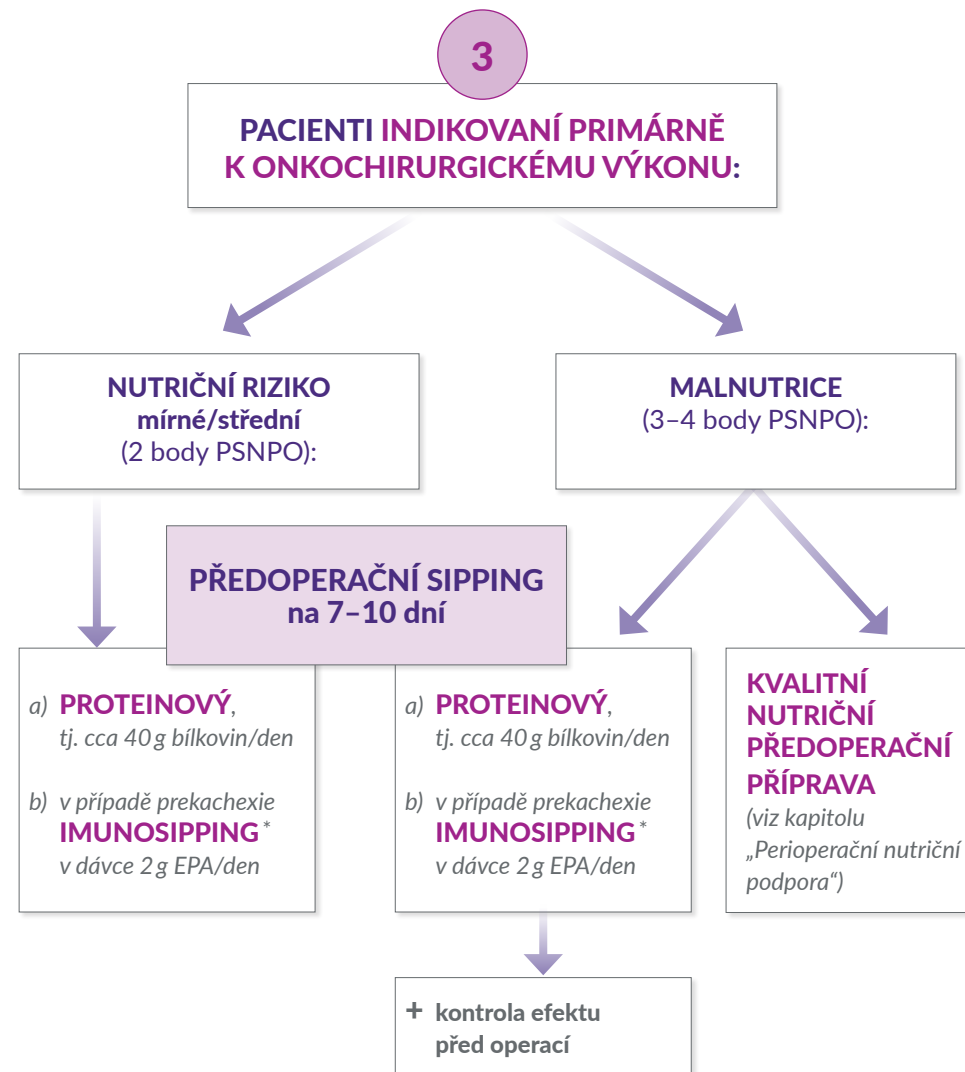 3
PACIENTI INDIKOVANÍ PRIMÁRNĚ
K ONKOCHIRURGICKÉMU VÝKONU:
NUTRIČNÍ RIZIKO
mírné/střední
(2 body PSNPO):
MALNUTRICE
(3–4 body PSNPO):
PŘEDOPERAČNÍ SIPPING
na 7–10 dní
a) PROTEINOVÝ,
tj. cca 40 g bílkovin/den
b) v případě prekachexie
IMUNOSIPPING*
v dávce 2 g EPA/den
a) PROTEINOVÝ,
tj. cca 40 g bílkovin/den
b) v případě prekachexie
IMUNOSIPPING*
v dávce 2 g EPA/den
KVALITNÍ
NUTRIČNÍ
PŘEDOPERAČNÍ
PŘÍPRAVA
(viz kapitolu
„Perioperační nutriční
podpora“)
+ kontrola efektu
před operací